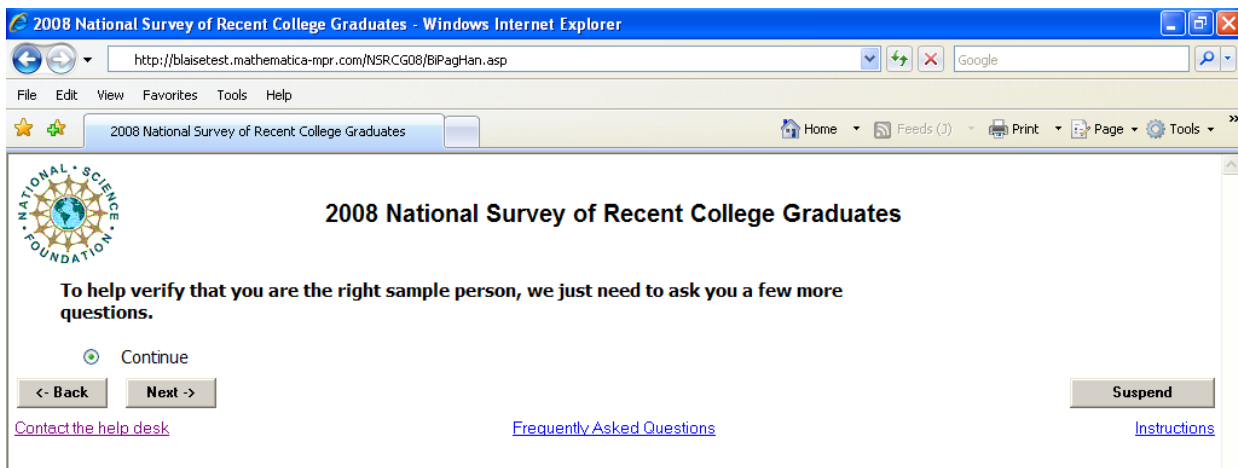 2008 National Survey of Recent College Graduates - Windows Internet Explorer
http://blaisetest.mathematica-mpr.com/NSRCG08/BiPagHan.asp
Google
File Edit View Favorites Tools Help
2008 National Survey of Recent College Graduates
Home Feeds (J) Print Page Tools »
NATIONAL · SCIENCE · FOUNDATION ·
2008 National Survey of Recent College Graduates
To help verify that you are the right sample person, we just need to ask you a few more
questions.
Continue
<- Back Next -> Suspend
Contact the help desk Frequently Asked Questions Instructions